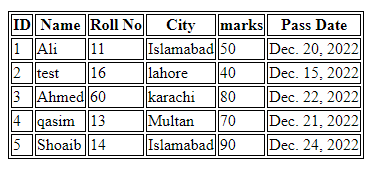 ID Name Roll No City marks Pass Date
1 Ali 11 Islamabad 50 Dec. 20, 2022
2 test 16 lahore 40 Dec. 15, 2022
3 Ahmed 60 karachi 80 Dec. 22, 2022
4 qasim 13 Multan 70 Dec. 21, 2022
5 Shoaib 14 Islamabad 90 Dec. 24, 2022